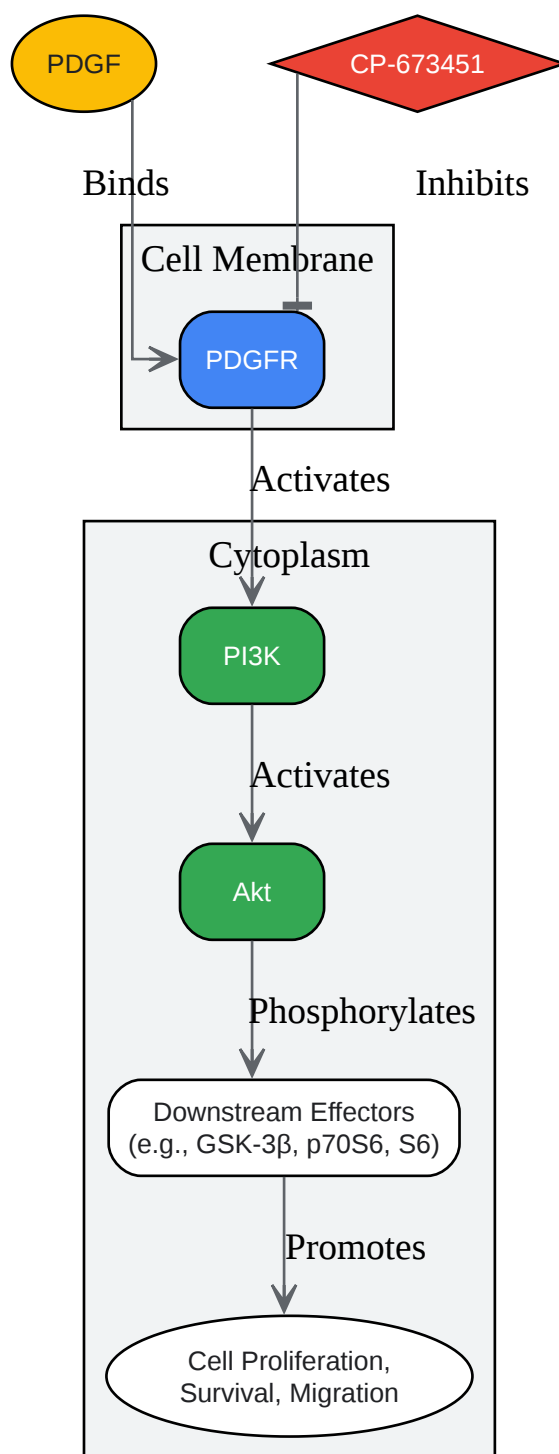 PDGF
CP-673451
Binds
Inhibits
Cell Membrane
PDGFR
Activates
Cytoplasm
PI3K
Activates
Akt
Phosphorylates
Downstream Effectors
(e.g., GSK-3β, p70S6, S6)
Promotes
Cell Proliferation,
Survival, Migration